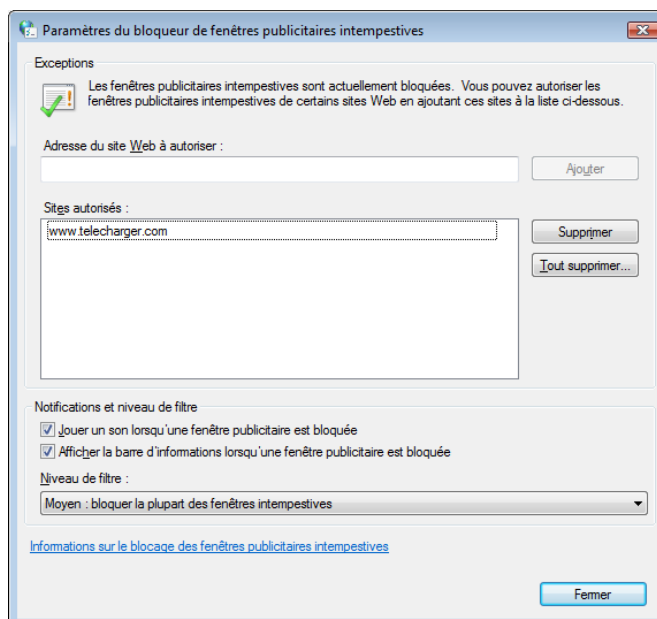 Paramètres du bloqueur de fenêtres publicitaires intempestives
Exceptions
Les fenêtres publicitaires intempestives sont actuellement bloquées. Vous pouvez autoriser les
fenêtres publicitaires intempestives de certains sites Web en ajoutant ces sites à la liste ci-dessous.
Adresse du site Web à autoriser :
Ajouter
Sites autorisés :
www.telecharger.com
Supprimer
Tout supprimer...
Notifications et niveau de filtre
Jouer un son lorsqu'une fenêtre publicitaire est bloquée
Afficher la barre d'informations lorsqu'une fenêtre publicitaire est bloquée
Niveau de filtre :
Moyen : bloquer la plupart des fenêtres intempestives
Informations sur le blocage des fenêtres publicitaires intempestives
Fermer